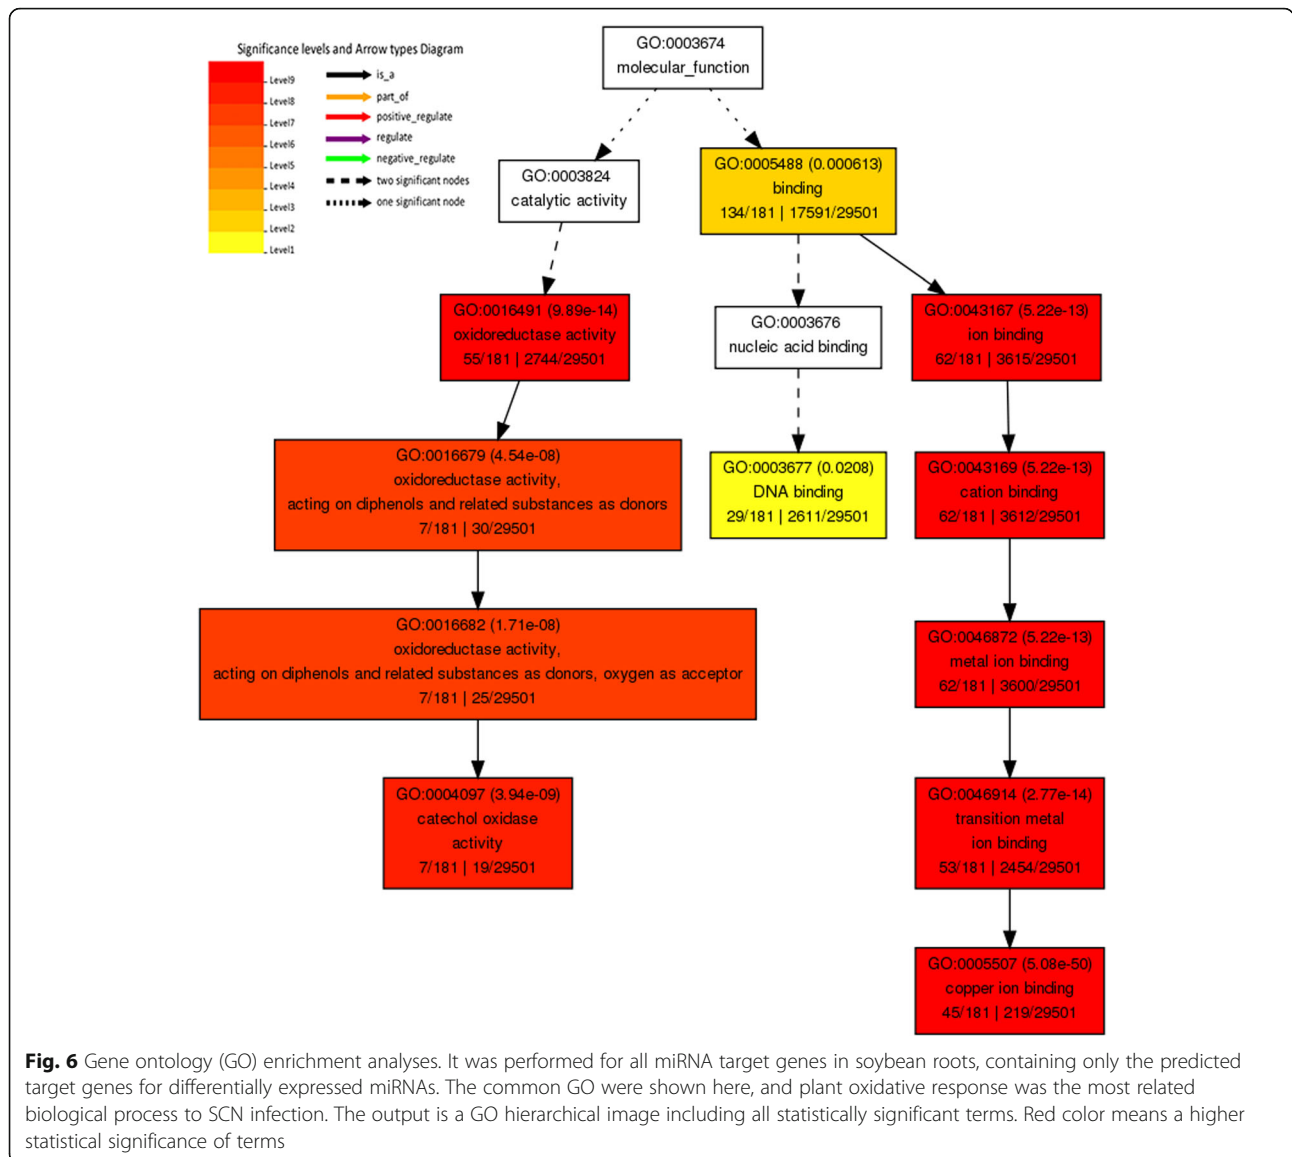 Significance levels and Arrow types Diagram
Level9
Level8
Level7
Level6
Level5
Level4
Level3
Level2
Level1
is_a
part_of
positive_regulate
regulate
negative_regulate
two significant nodes
one significant node
GO:0003674
molecular_function
GO:0003824
catalytic activity
GO:0005488 (0.000613)
binding
134/181 | 17591/29501
GO:0016491 (9.89e-14)
oxidoreductase activity
55/181 | 2744/29501
GO:0003676
nucleic acid binding
GO:0043167 (5.22e-13)
ion binding
62/181 | 3615/29501
GO:0016679 (4.54e-08)
oxidoreductase activity,
acting on diphenols and related substances as donors
7/181 | 30/29501
GO:0003677 (0.0208)
DNA binding
29/181 | 2611/29501
GO:0043169 (5.22e-13)
cation binding
62/181 | 3612/29501
GO:0016682 (1.71e-08)
oxidoreductase activity,
acting on diphenols and related substances as donors, oxygen as acceptor
7/181 | 25/29501
GO:0046872 (5.22e-13)
metal ion binding
62/181 | 3600/29501
GO:0004097 (3.94e-09)
catechol oxidase
activity
7/181 | 19/29501
GO:0046914 (2.77e-14)
transition metal
ion binding
53/181 | 2454/29501
GO:0005507 (5.08e-50)
copper ion binding
45/181 | 219/29501
Fig. 6 Gene ontology (GO) enrichment analyses. It was performed for all miRNA target genes in soybean roots, containing only the predicted
target genes for differentially expressed miRNAs. The common GO were shown here, and plant oxidative response was the most related
biological process to SCN infection. The output is a GO hierarchical image including all statistically significant terms. Red color means a higher
statistical significance of terms